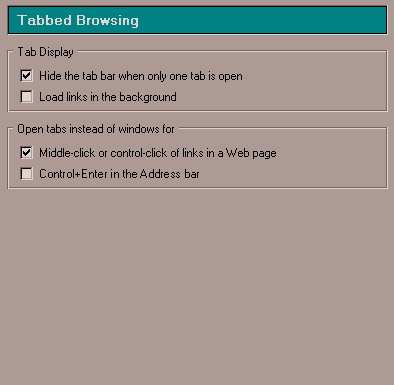 Tabbed Browsing
Tab Display
Hide the tab bar when only one tab is open
Load links in the background
Open tabs instead of windows for
Middle-click or control-click of links in a Web page
Control+Enter in the Address bar